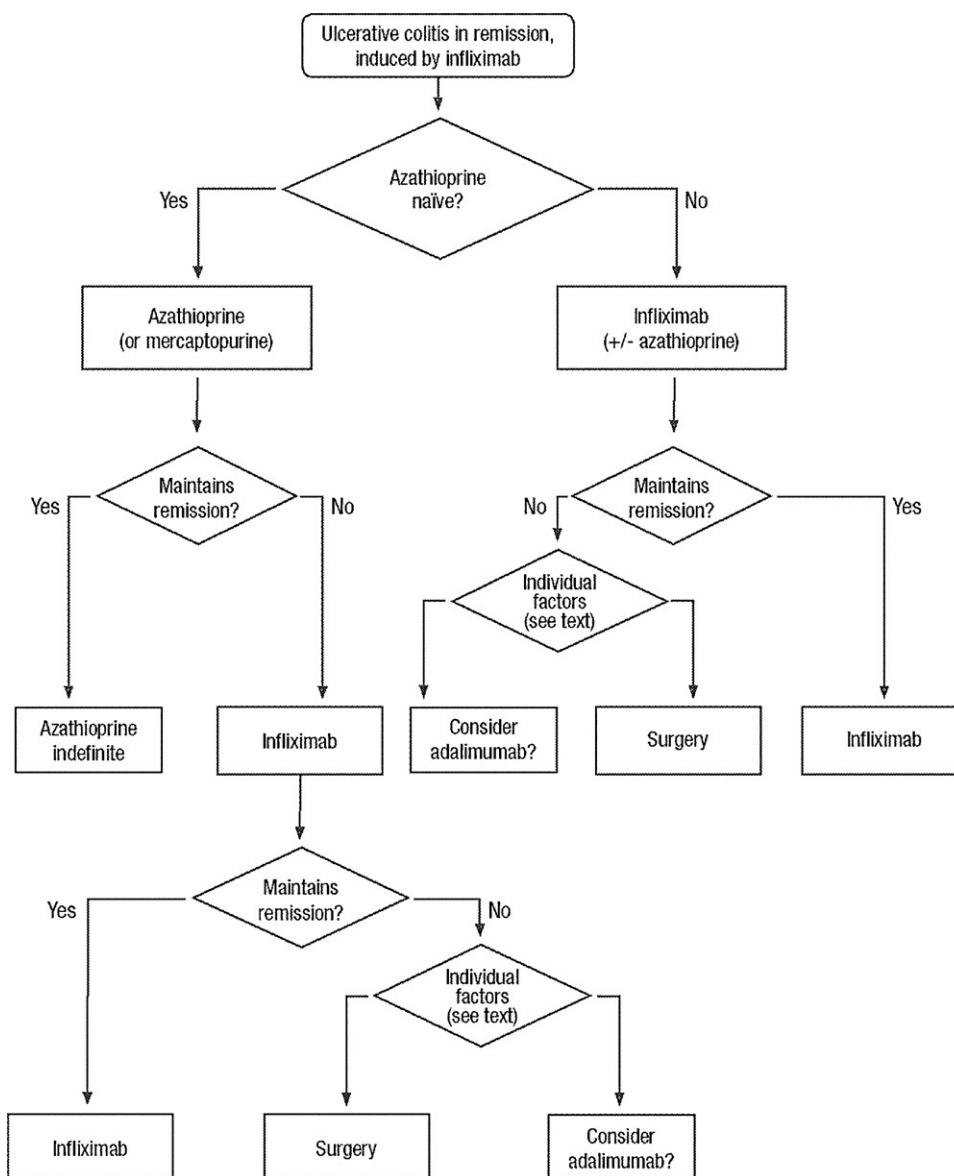 Ulcerative colitis in remission,
induced by infliximab
Azathioprine
naïve?
Yes
No
Azathioprine
(or mercaptopurine)
Infliximab
(+/- azathioprine)
Maintains
remission?
Yes
No
Maintains
remission?
No
Yes
Individual
factors
(see text)
Azathioprine
indefinite
Infliximab
Consider
adalimumab?
Surgery
Infliximab
Maintains
remission?
Yes
No
Individual
factors
(see text)
Infliximab
Surgery
Consider
adalimumab?